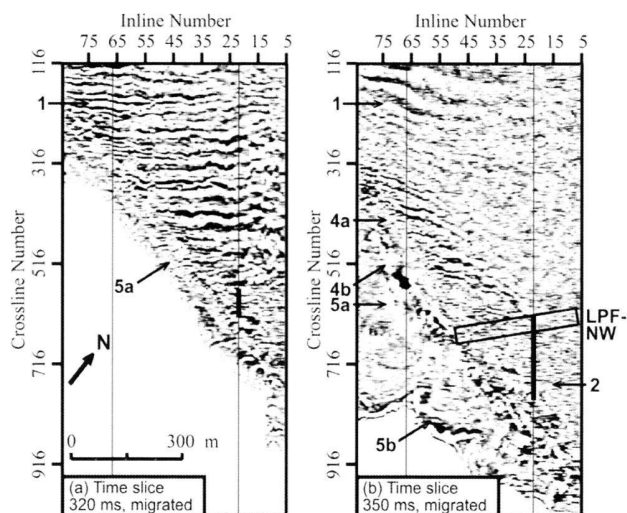 Inline Number
75 65 55 45 35 25 15 5
Crossline Number
116
316
516
716
916
1
5a
N
0 300 m
(a) Time slice
320 ms, migrated
Inline Number
75 65 55 45 35 25 15 5
Crossline Number
116
316
516
716
916
1
4a
4b
5a
LPF-
NW
2
5b
(b) Time slice
350 ms, migrated